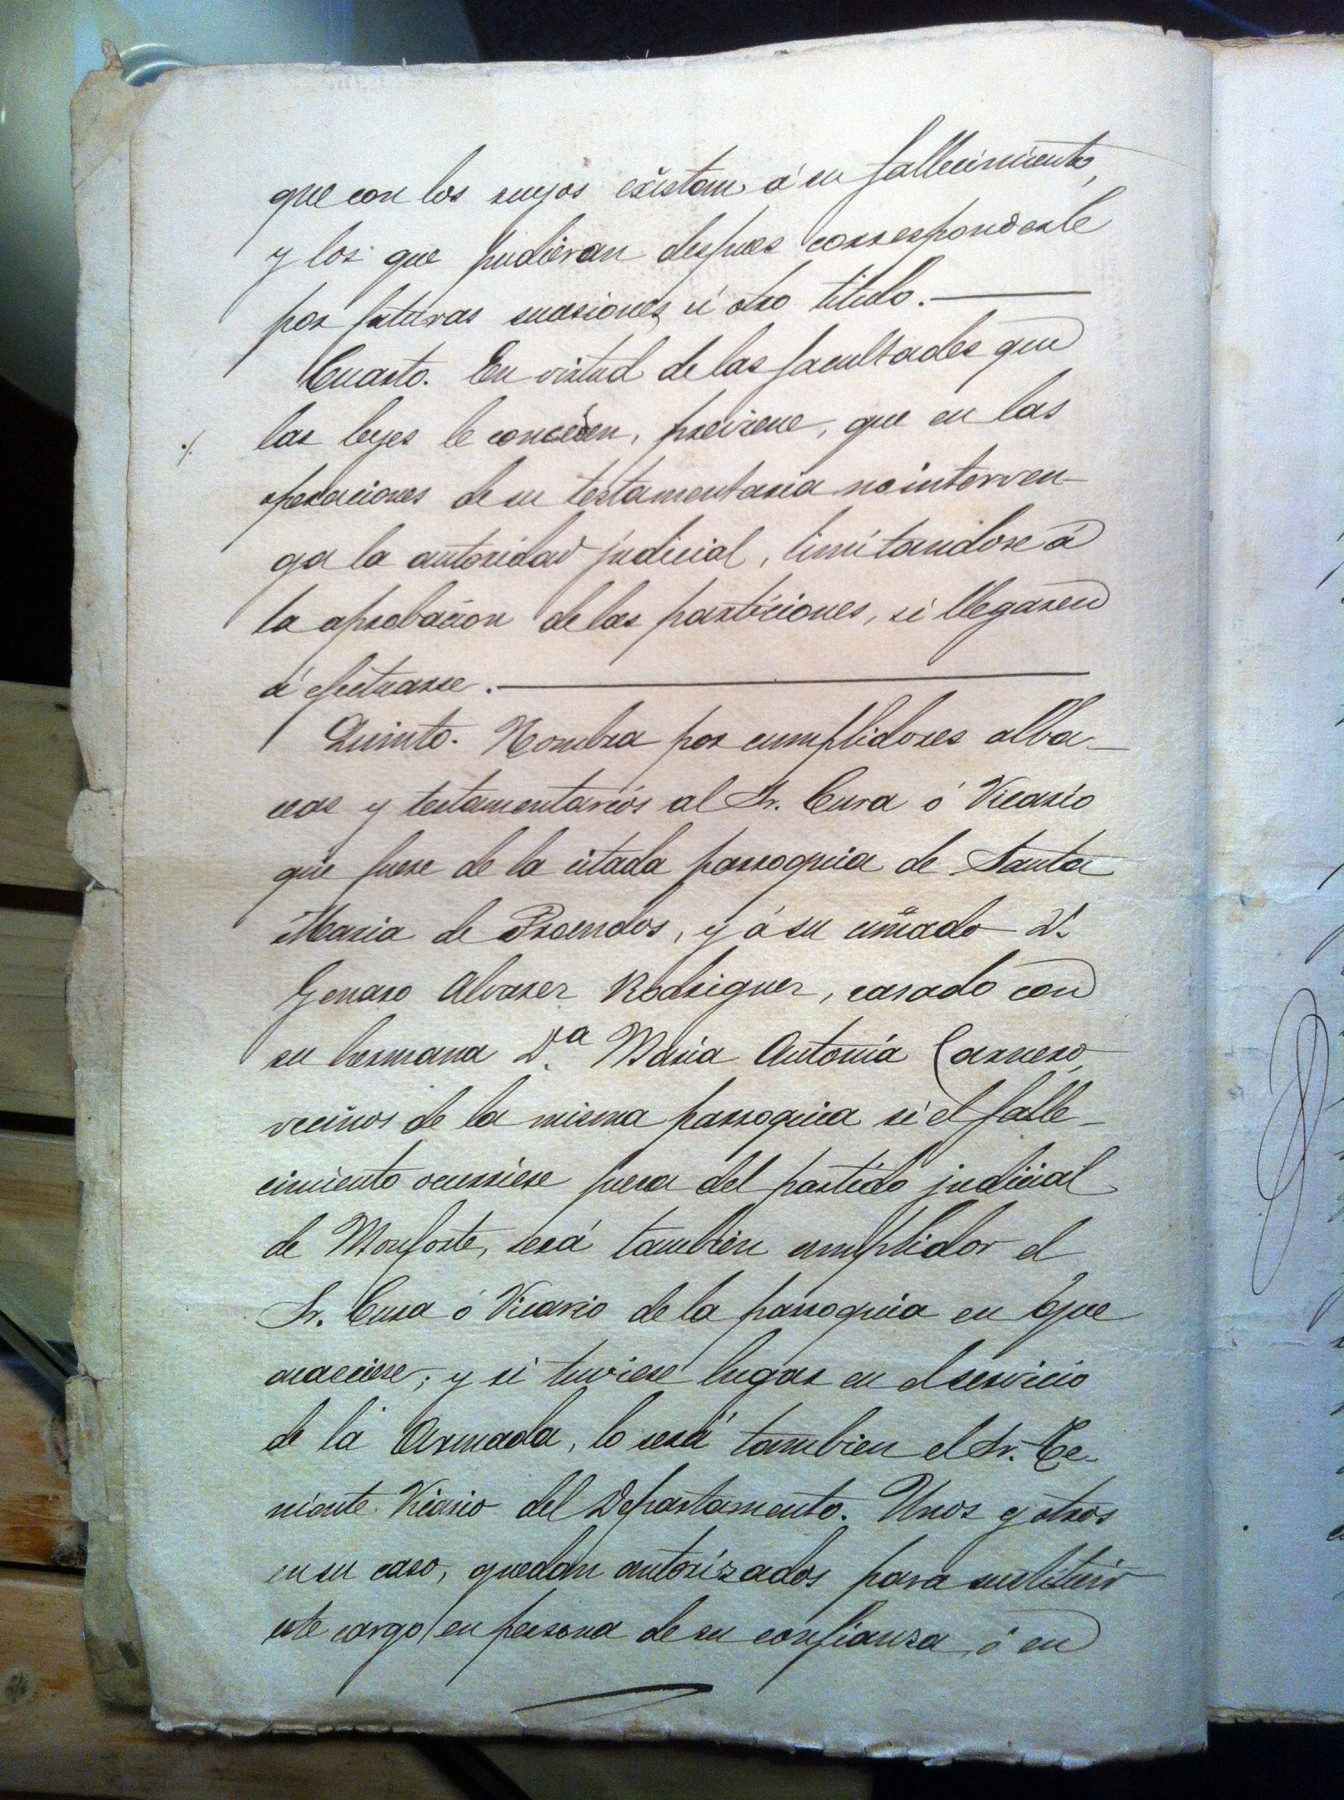 que con los suyos existan á su fallecimiento,
y los que pudieran despues corresponderle
por futuras sucasiones ú otro titulo. —
Cuarto. En virtud de las facultades que
las leyes le conceden, previene, que en las
operaciones de su testamentaria no interven-
ga la autoridad judicial, limitandose á
la aprobacion de las particiones, si llegaren
á efectuarse. —
Quinto. Nombra por cumplidores alba-
ceas y testamentarios al Sr. Cura ó Vicario
que fuere de la citada parroquia de Santa
Maria de Proendos, y á su cuñado D.
Genaro Alvarez Rodriguez, casado con
su hermana D.ª Maria Antonia Carnero,
vecinos de la misma parroquia si el falle-
cimiento ocurriese fuera del partido judicial
de Monforte, será tambien cumplidor el
Sr. Cura ó Vicario de la parroquia en que
acaeciese; y si tuviese lugar en el servicio
de la Armada, lo será tambien el Sr. Te-
niente Vicario del Departamento. Unos y otros
en su caso, quedan autorizados para sustituir
este cargo en persona de su confianza, ó en